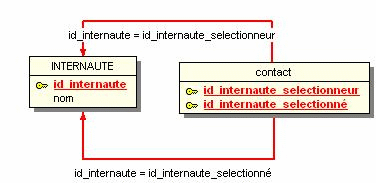 id_internaute = id_internaute_selectionneur
INTERNAUTE
id_internaute
nom
contact
id_internaute_selectionneur
id_internaute_selectionné
id_internaute = id_internaute_selectionné